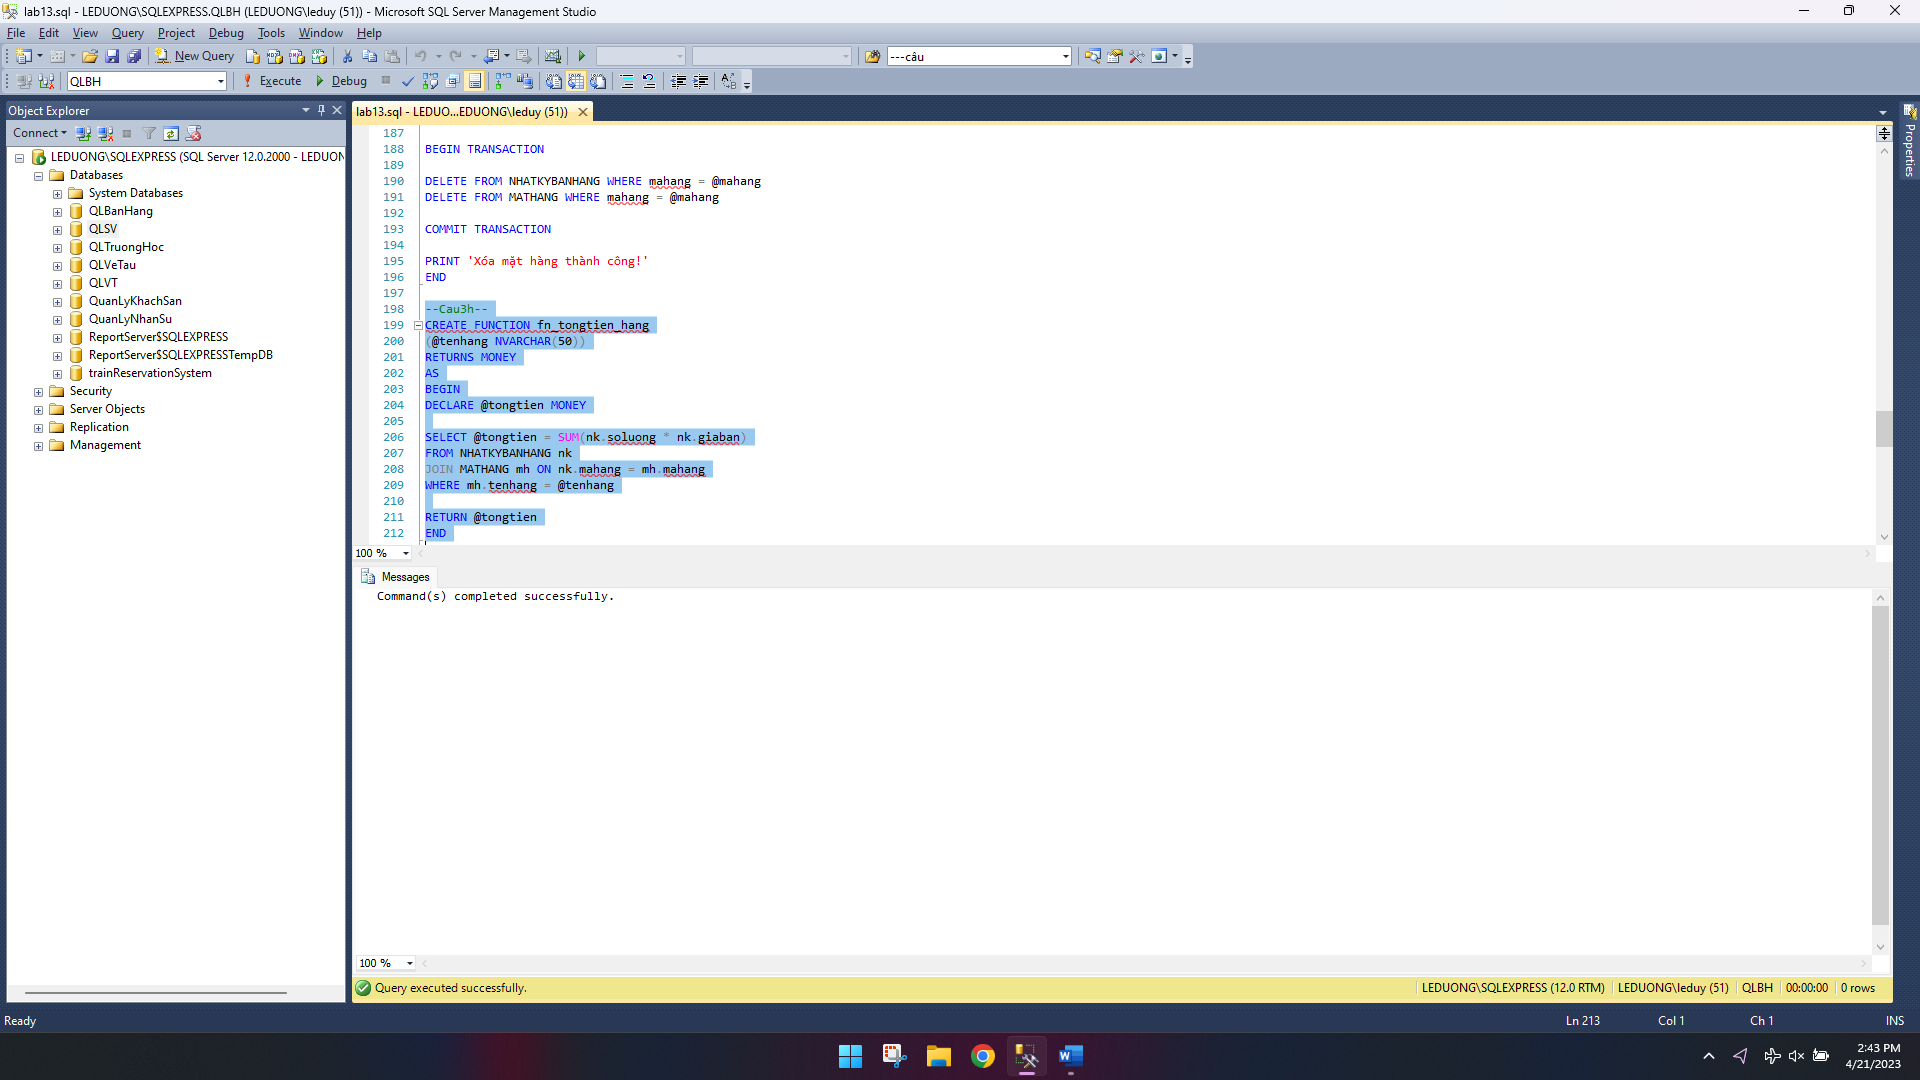 lab13.sql - LEDUONG\SQLEXPRESS.QLBH (LEDUONG\leduy (51)) - Microsoft SQL Server Management Studio
File Edit View Query Project Debug Tools Window Help
New Query ---câu
QLBH Execute Debug
Object Explorer
Connect
LEDUONG\SQLEXPRESS (SQL Server 12.0.2000 - LEDUON
Databases
System Databases
QLBanHang
QLSV
QLTruongHoc
QLVeTau
QLVT
QuanLyKhachSan
QuanLyNhanSu
ReportServer$SQLEXPRESS
ReportServer$SQLEXPRESSTempDB
trainReservationSystem
Security
Server Objects
Replication
Management
lab13.sql - LEDUO...EDUONG\leduy (51))
187
188 BEGIN TRANSACTION
189
190 DELETE FROM NHATKYBANHANG WHERE mahang = @mahang
191 DELETE FROM MATHANG WHERE mahang = @mahang
192
193 COMMIT TRANSACTION
194
195 PRINT 'Xóa mặt hàng thành công!'
196 END
197
198 --Cau3h--
199 CREATE FUNCTION fn_tongtien_hang
200 (@tenhang NVARCHAR(50))
201 RETURNS MONEY
202 AS
203 BEGIN
204 DECLARE @tongtien MONEY
205
206 SELECT @tongtien = SUM(nk.soluong * nk.giaban)
207 FROM NHATKYBANHANG nk
208 JOIN MATHANG mh ON nk.mahang = mh.mahang
209 WHERE mh.tenhang = @tenhang
210
211 RETURN @tongtien
212 END
100 %
Messages
Command(s) completed successfully.
100 %
Query executed successfully. LEDUONG\SQLEXPRESS (12.0 RTM) LEDUONG\leduy (51) QLBH 00:00:00 0 rows
Properties
Ready Ln 213 Col 1 Ch 1 INS
2:43 PM
4/21/2023